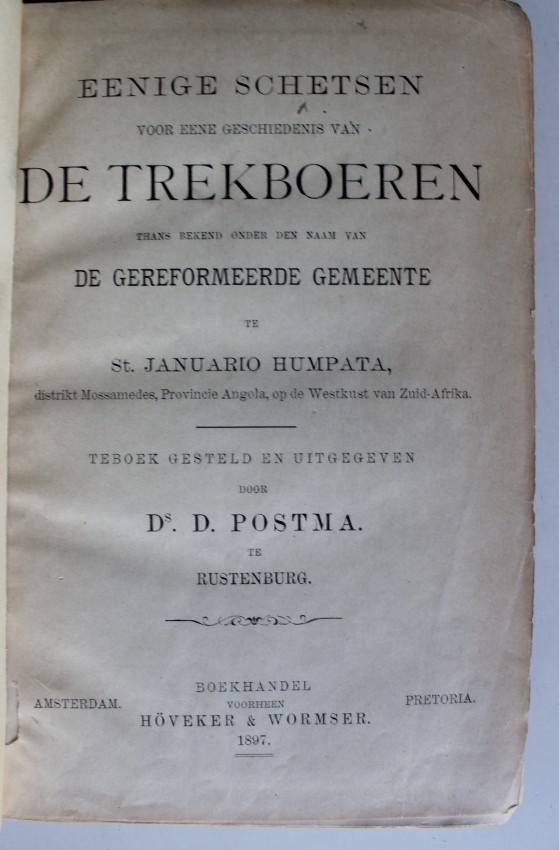 EENIGE SCHETSEN
VOOR EENE GESCHIEDENIS VAN
DE TREKBOEREN
THANS BEKEND ONDER DEN NAAM VAN
DE GEREFORMEERDE GEMEENTE
TE
St. JANUARIO HUMPATA,
distrikt Mossamedes, Provincie Angola, op de Westkust van Zuid-Afrika.
TEBOEK GESTELD EN UITGEGEVEN
DOOR
Ds. D. POSTMA.
TE
RUSTENBURG.
BOEKHANDEL
AMSTERDAM. VOORHEEN PRETORIA.
HÖVEKER & WORMSER.
1897.